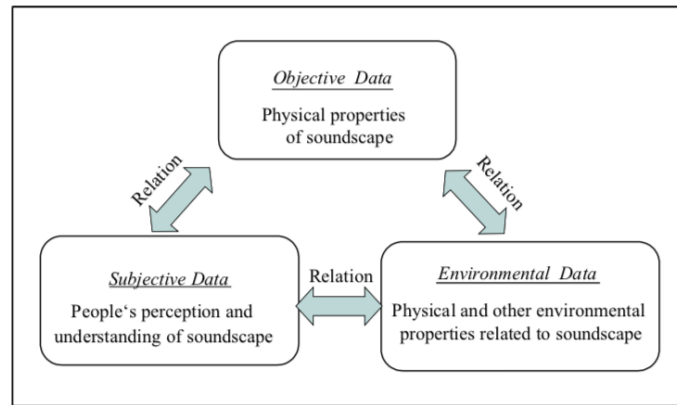 Objective Data
Physical properties
of soundscape
Relation
Relation
Subjective Data
People‘s perception and
understanding of soundscape
Relation
Environmental Data
Physical and other environmental
properties related to soundscape